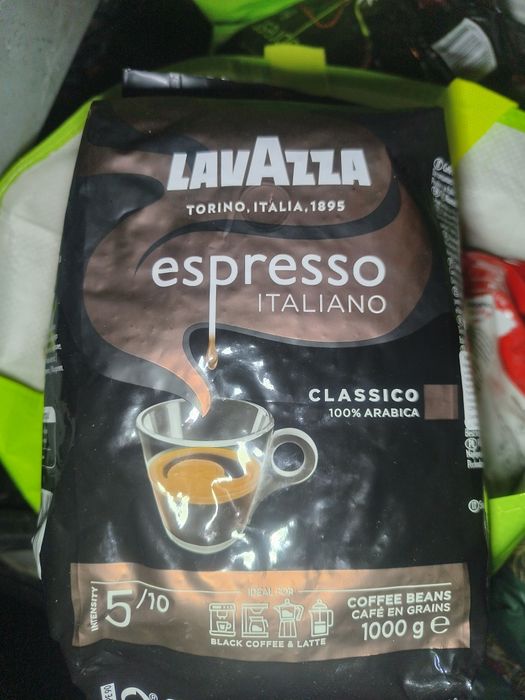 LAVAZZA
TORINO, ITALIA, 1895
espresso
ITALIANO
CLASSICO
100% ARABICA
INTENSITY
5/10
IDEAL FOR
BLACK COFFEE & LATTE
COFFEE BEANS
CAFÉ EN GRAINS
1000 g e